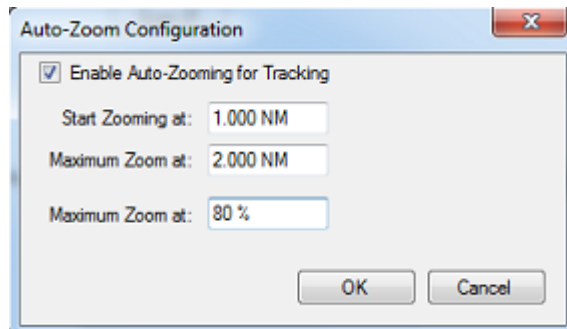 Auto-Zoom Configuration
Enable Auto-Zooming for Tracking
Start Zooming at: 1.000 NM
Maximum Zoom at: 2.000 NM
Maximum Zoom at: 80 %
OK Cancel